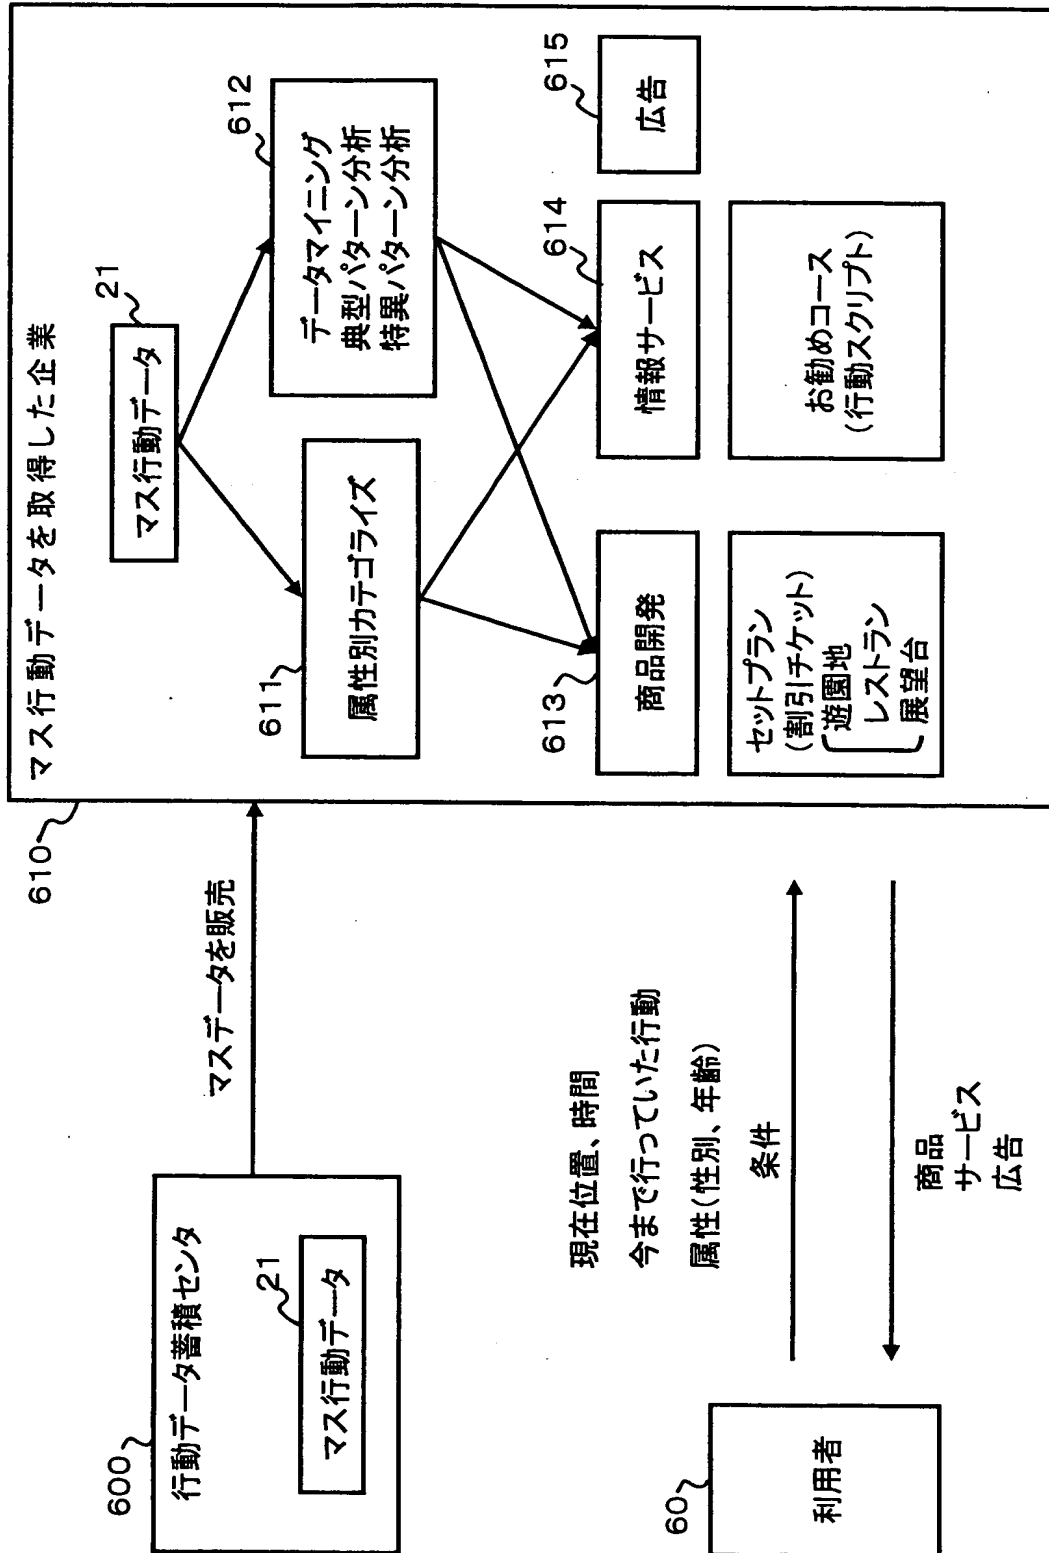 600
行動データ蓄積センタ
21
マス行動データ
マスデータを販売
610
マス行動データを取得した企業
21
マス行動データ
611
属性別カテゴライズ
612
データマイニング
典型パターン分析
特異パターン分析
613
商品開発
614
情報サービス
615
広告
セットプラン
(割引チケット)
遊園地
レストラン
展望台
お勧めコース
(行動スクリプト)
60
利用者
現在位置、時間
今まで行っていた行動
属性(性別、年齢)
条件
商品
サービス
広告